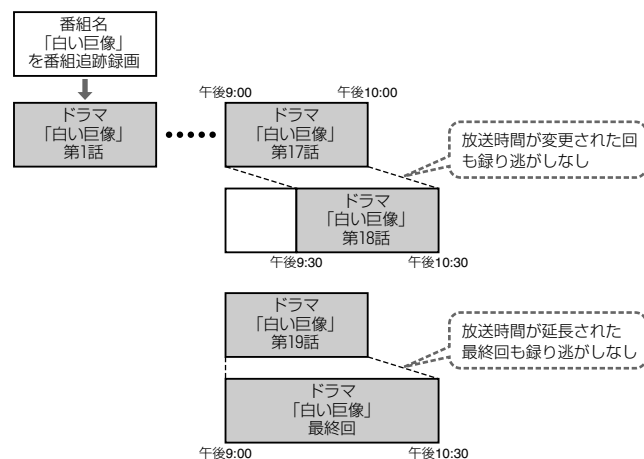 番組名
「白い巨像」
を番組追跡録画
ドラマ
「白い巨像」
第1話
午後9:00
午後10:00
ドラマ
「白い巨像」
第17話
放送時間が変更された回
も録り逃がしなし
ドラマ
「白い巨像」
第18話
午後9:30
午後10:30
ドラマ
「白い巨像」
第19話
放送時間が延長された
最終回も録り逃がしなし
ドラマ
「白い巨像」
最終回
午後9:00
午後10:30